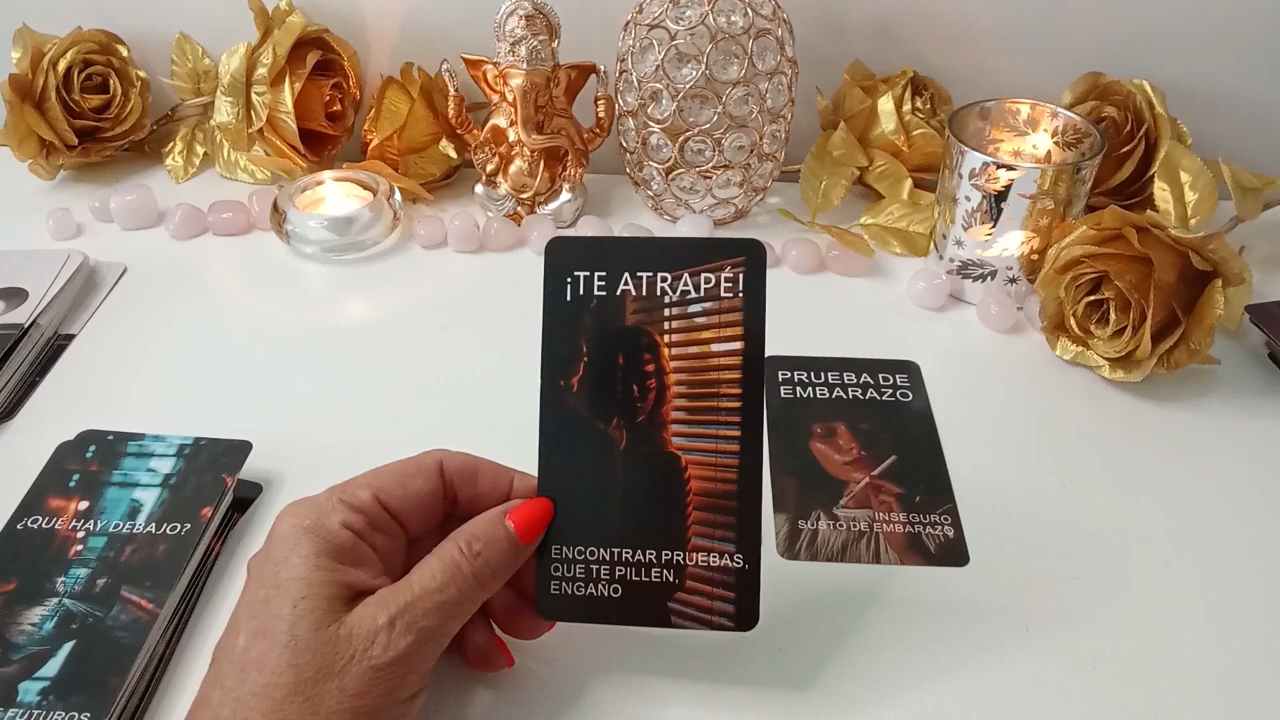 ¡TE ATRAPÉ!
ENCONTRAR PRUEBAS,
QUE TE PILLEN,
ENGAÑO
PRUEBA DE
EMBARAZO
INSEGURO
SUSTO DE EMBARAZO
¿QUÉ HAY DEBAJO?
FUTUROS